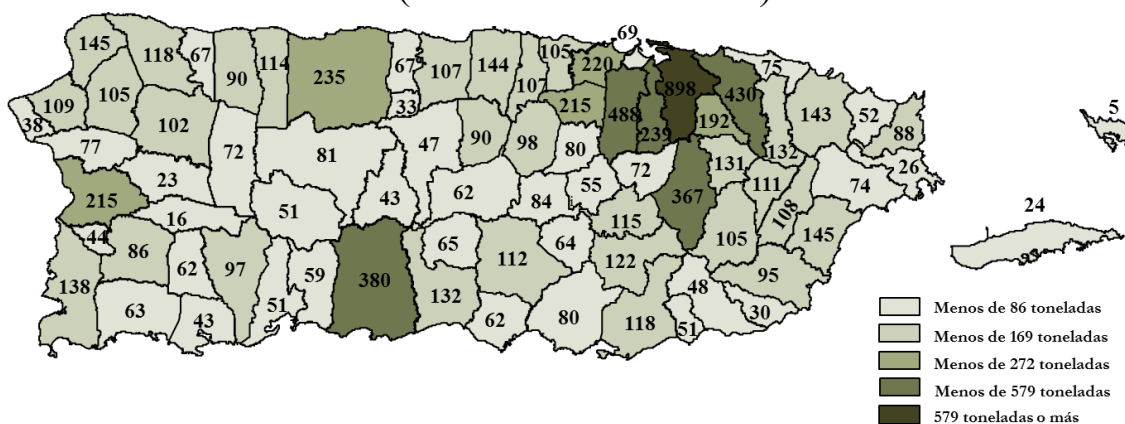 69
145 118 67 90 114 235 67 107 144 107 105 220 898 430 75
109 105 33 488 239 215 192 143 52 88 5
38 102 47 90 98 80 131 132
77 72 81 72 111 74 26
23 43 62 84 55 367 108
215 16 51 115 105 145 24
44 86 65 112 64 122 95
138 62 97 59 380 132 48
63 43 51 62 80 118 51 30
Menos de 86 toneladas
Menos de 169 toneladas
Menos de 272 toneladas
Menos de 579 toneladas
579 toneladas o más